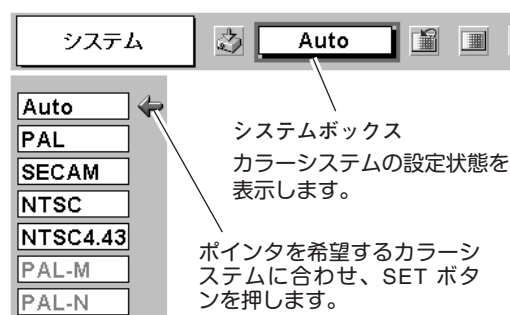 システム
Auto
Auto
PAL
SECAM
NTSC
NTSC4.43
PAL-M
PAL-N
システムボックス
カラーシステムの設定状態を
表示します。
ポインタを希望するカラーシ
ステムに合わせ、SET ボタ
ンを押します。